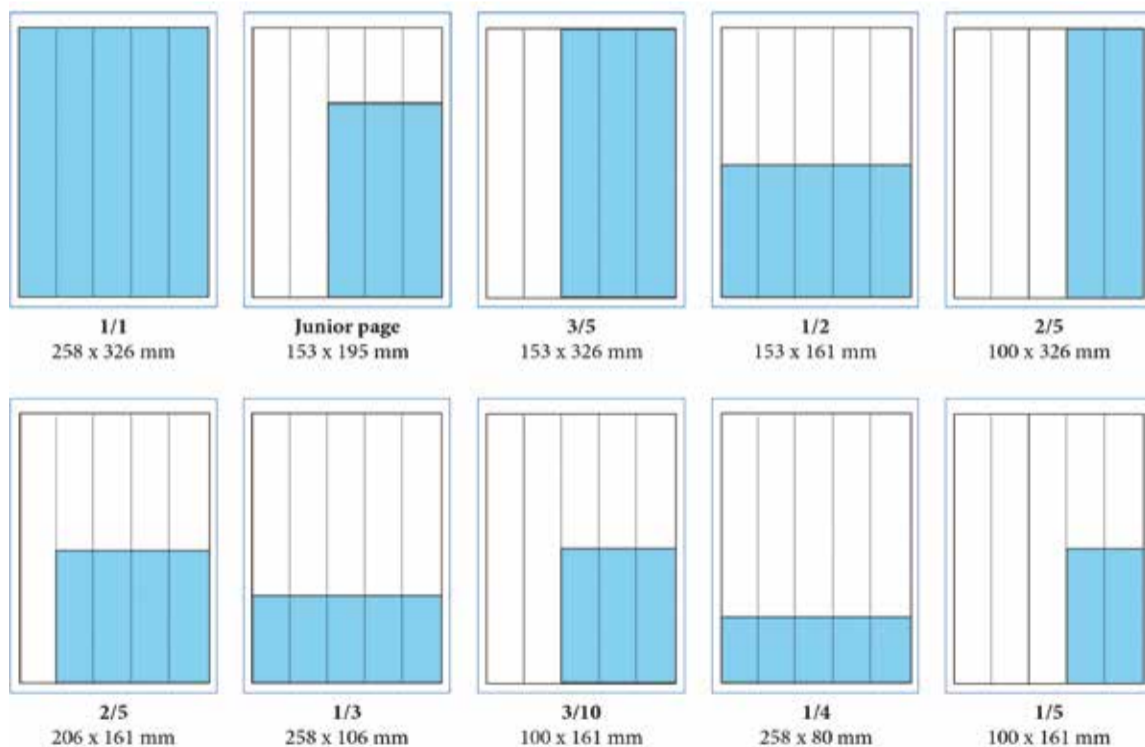 1/1
258 x 326 mm
Junior page
153 x 195 mm
3/5
153 x 326 mm
1/2
153 x 161 mm
2/5
100 x 326 mm
2/5
206 x 161 mm
1/3
258 x 106 mm
3/10
100 x 161 mm
1/4
258 x 80 mm
1/5
100 x 161 mm